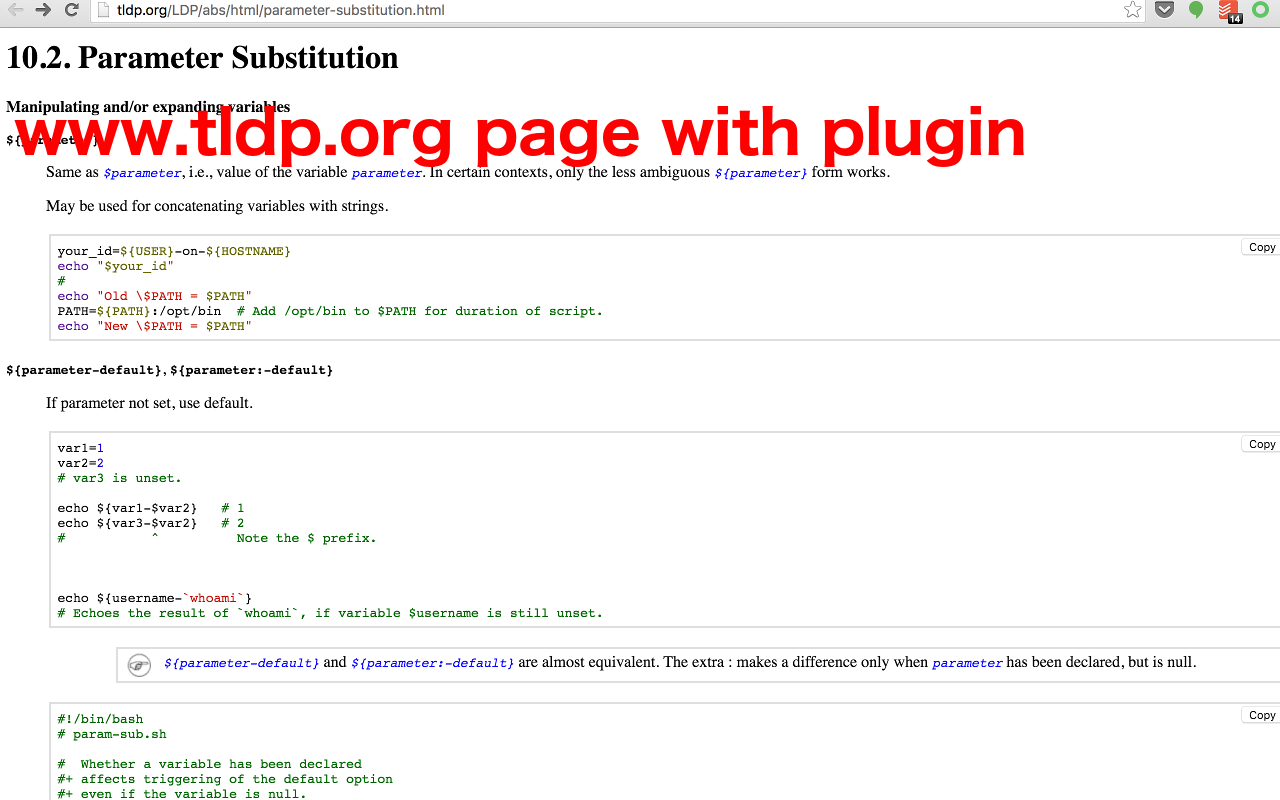 tldp.org/LDP/abs/html/parameter-substitution.html
14
10.2. Parameter Substitution
Manipulating and/or expanding variables
www.tldp.org page with plugin
${parameter}
Same as $parameter, i.e., value of the variable parameter. In certain contexts, only the less ambiguous ${parameter} form works.
May be used for concatenating variables with strings.
Copy
your_id=${USER}-on-${HOSTNAME}
echo "$your_id"
#
echo "Old \$PATH = $PATH"
PATH=${PATH}:/opt/bin  # Add /opt/bin to $PATH for duration of script.
echo "New \$PATH = $PATH"
${parameter-default}, ${parameter:-default}
If parameter not set, use default.
Copy
var1=1
var2=2
# var3 is unset.
echo ${var1-$var2}   # 1
echo ${var3-$var2}   # 2
#           ^          Note the $ prefix.
echo ${username-`whoami`}
# Echoes the result of `whoami`, if variable $username is still unset.
${parameter-default} and ${parameter:-default} are almost equivalent. The extra : makes a difference only when parameter has been declared, but is null.
Copy
#!/bin/bash
# param-sub.sh
#  Whether a variable has been declared
#+ affects triggering of the default option
#+ even if the variable is null.